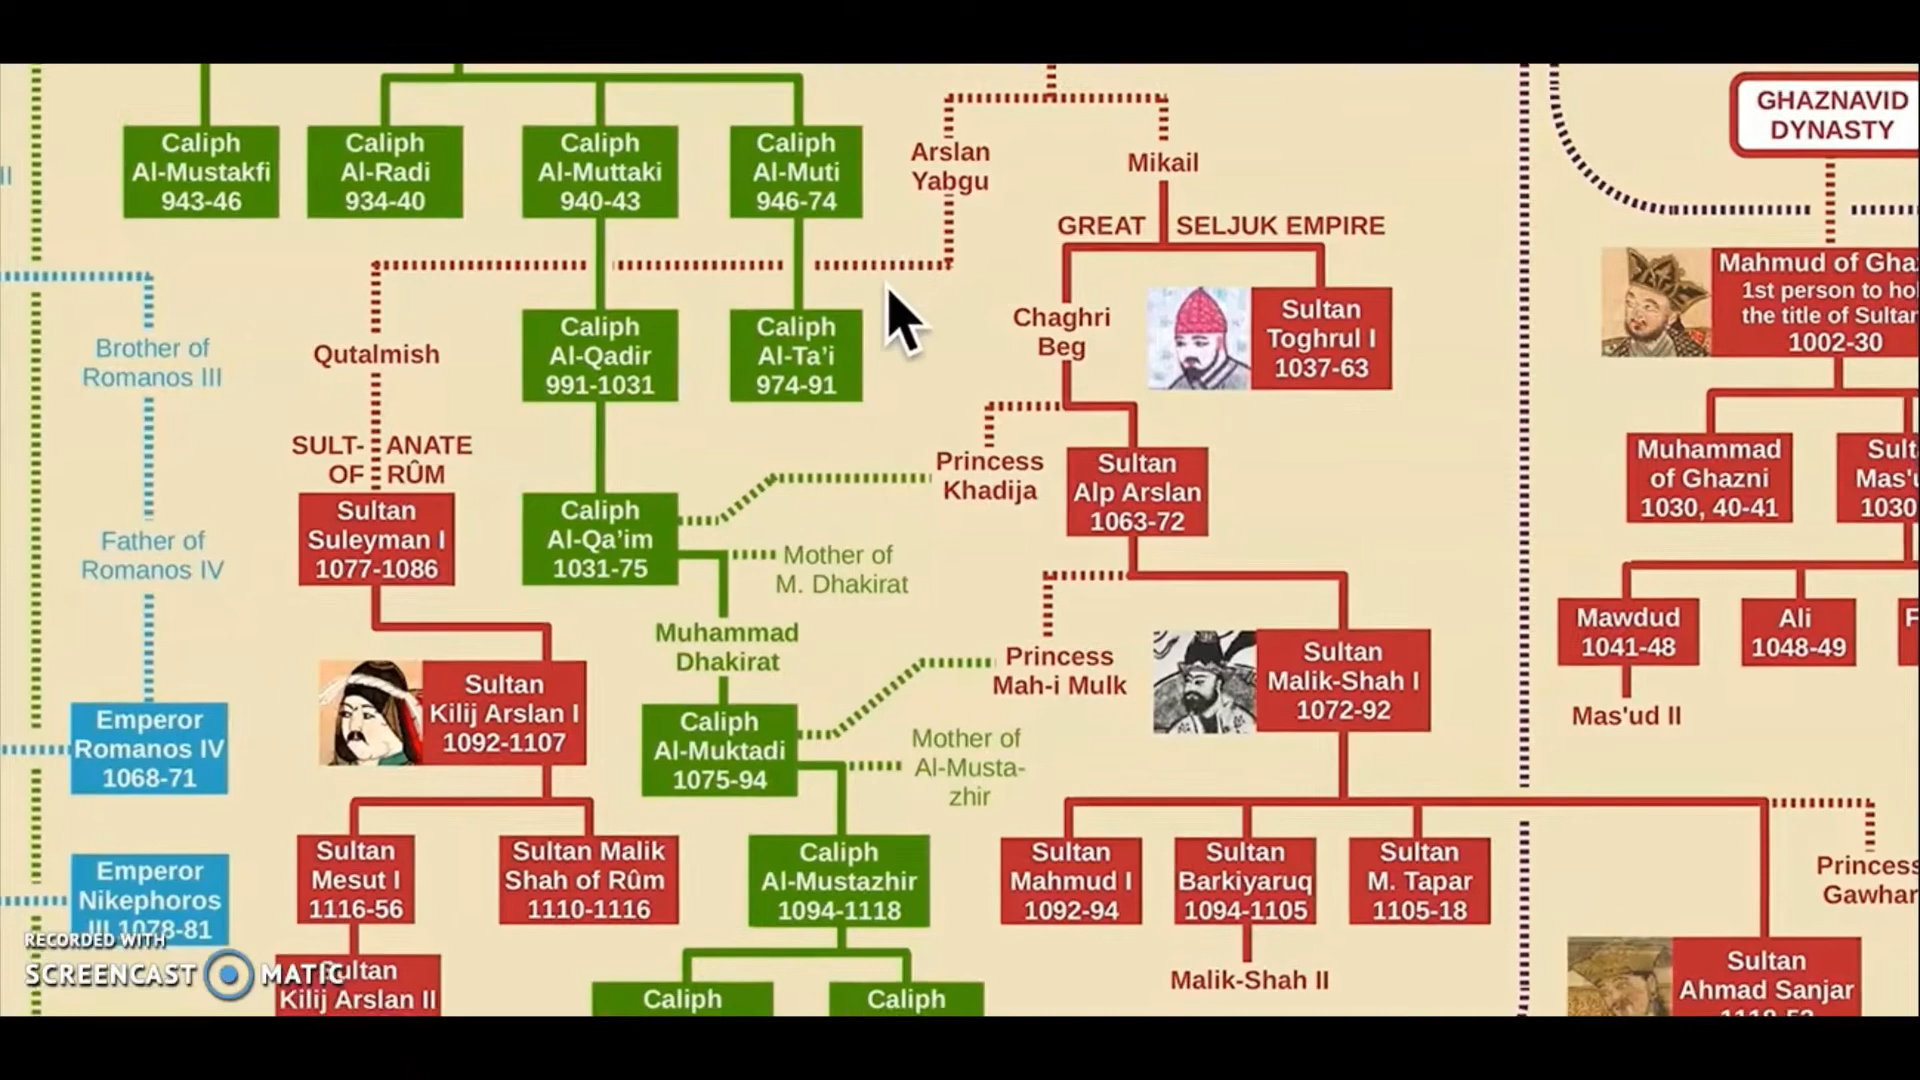 GHAZNAVID
DYNASTY
Caliph
Al-Mustakfi
943-46
Caliph
Al-Radi
934-40
Caliph
Al-Muttaki
940-43
Caliph
Al-Muti
946-74
Arslan
Yabgu
Mikail
GREAT SELJUK EMPIRE
Brother of
Romanos III
Qutalmish
Caliph
Al-Qadir
991-1031
Caliph
Al-Ta'i
974-91
Chaghri
Beg
Sultan
Toghrul I
1037-63
Mahmud of
1st person to
the title of Sultan
1002-30
SULT- ANATE
OF RÛM
Sultan
Suleyman I
1077-1086
Caliph
Al-Qa'im
1031-75
Princess
Khadija
Sultan
Alp Arslan
1063-72
Muhammad
of Ghazni
1030, 40-41
1030
Father of
Romanos IV
Mother of
M. Dhakirat
Muhammad
Dhakirat
Princess
Mah-i Mulk
Sultan
Malik-Shah I
1072-92
Mawdud
1041-48
Ali
1048-49
Mas'ud II
Emperor
Romanos IV
1068-71
Sultan
Kilij Arslan I
1092-1107
Caliph
Al-Muktadi
1075-94
Mother of
Al-Musta-
zhir
Emperor
Nikephoros
III 1078-81
Sultan
Mesut I
1116-56
Sultan Malik
Shah of Rûm
1110-1116
Caliph
Al-Mustazhir
1094-1118
Sultan
Mahmud I
1092-94
Sultan
Barkiyaruq
1094-1105
Sultan
M. Tapar
1105-18
Princess
Gawhar
Malik-Shah II
Sultan
Kilij Arslan II
Caliph
Caliph
Sultan
Ahmad Sanjar
RECORDED WITH
SCREENCAST MATIC